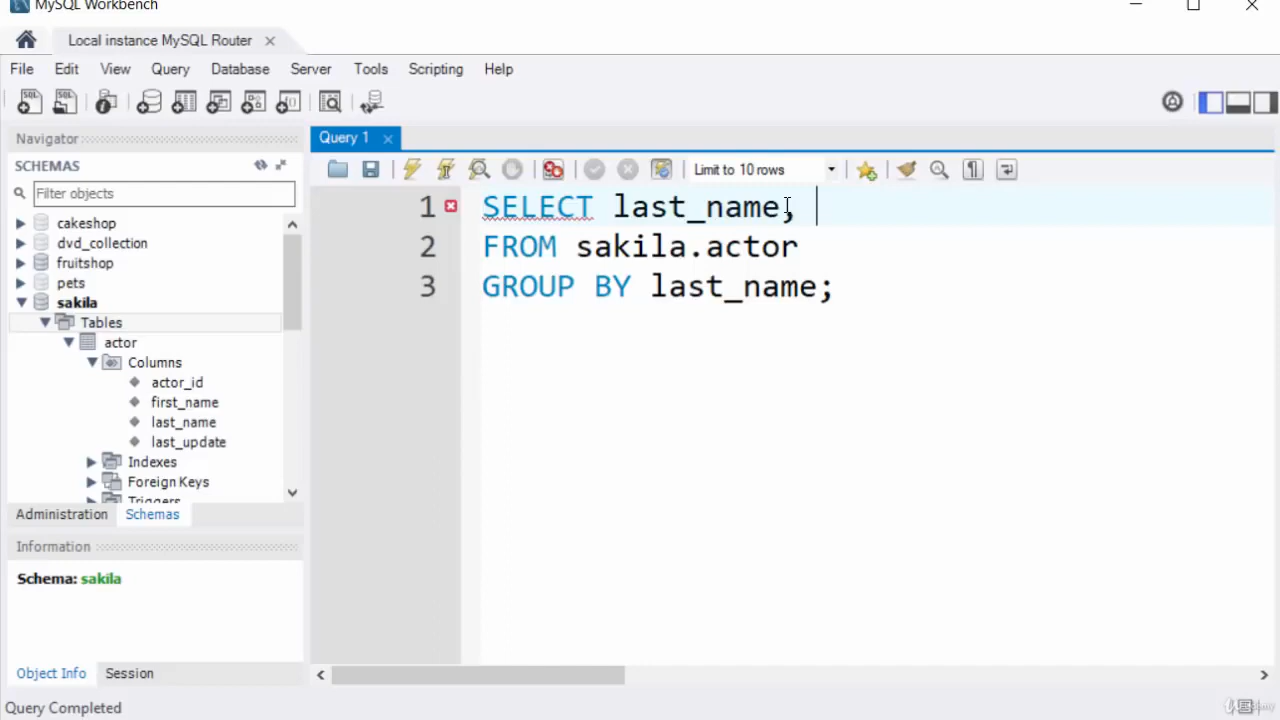 MySQL Workbench
Local instance MySQL Router
File Edit View Query Database Server Tools Scripting Help
Navigator
SCHEMAS
Filter objects
cakeshop
dvd_collection
fruitshop
pets
sakila
Tables
actor
Columns
actor_id
first_name
last_name
last_update
Indexes
Foreign Keys
Triggers
Administration Schemas
Information
Schema: sakila
Object Info Session
Query Completed
Query 1
Limit to 10 rows
1 SELECT last_name,
2 FROM sakila.actor
3 GROUP BY last_name;